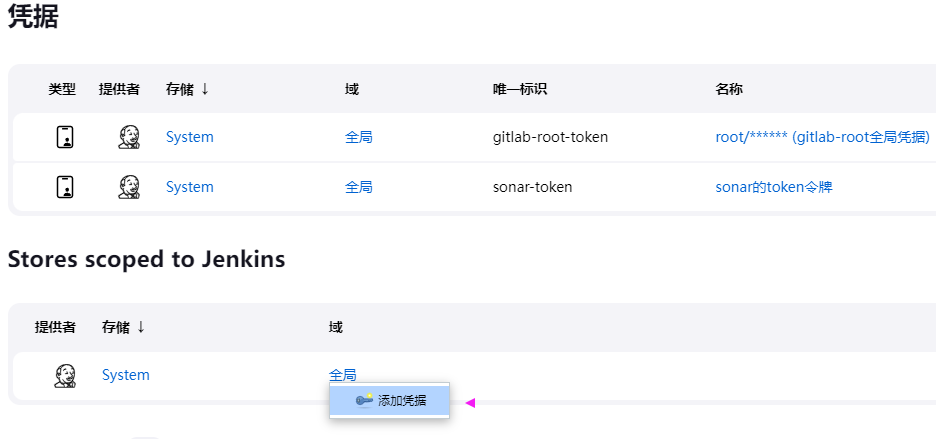 凭据
类型 提供者 存储 ↓ 域 唯一标识 名称
System 全局 gitlab-root-token root/****** (gitlab-root全局凭据)
System 全局 sonar-token sonar的token令牌
Stores scoped to Jenkins
提供者 存储 ↓ 域
System 全局
添加凭据